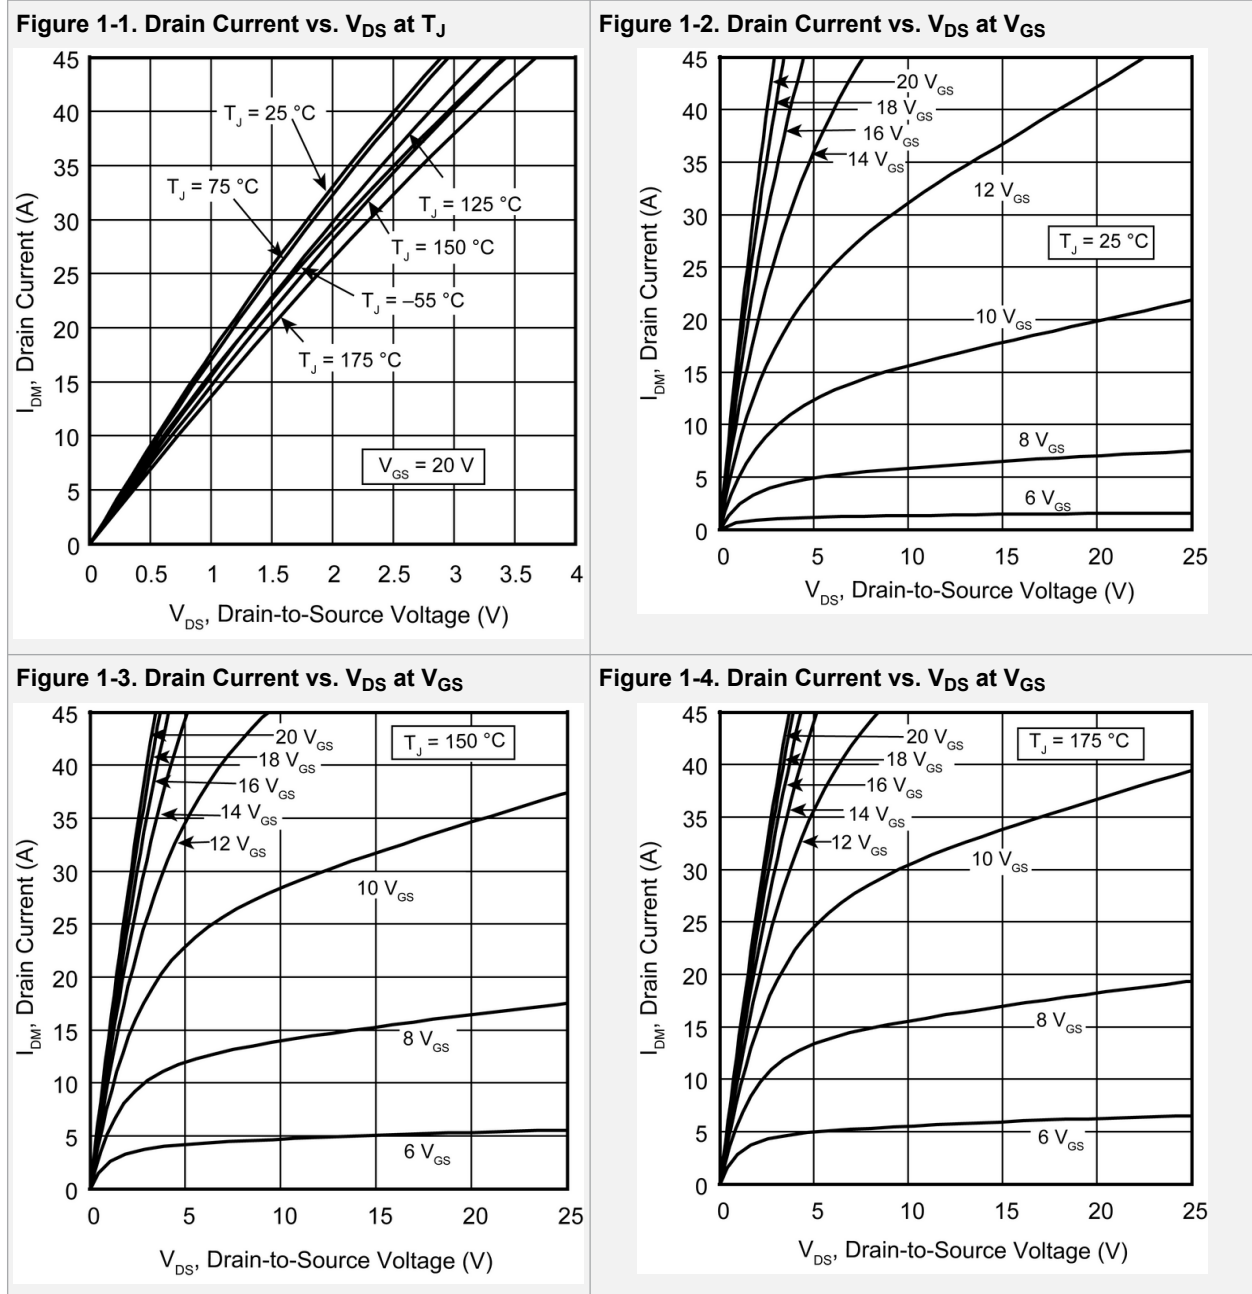 Figure 1-1. Drain Current vs. VDS at TJ
45
40
35
30
25
20
15
10
5
0
IDM, Drain Current (A)
TJ = 25 °C
TJ = 75 °C
TJ = 125 °C
TJ = 150 °C
TJ = –55 °C
TJ = 175 °C
VGS = 20 V
0 0.5 1 1.5 2 2.5 3 3.5 4
VDS, Drain-to-Source Voltage (V)
Figure 1-2. Drain Current vs. VDS at VGS
45
40
35
30
25
20
15
10
5
0
IDM, Drain Current (A)
20 VGS
18 VGS
16 VGS
14 VGS
12 VGS
TJ = 25 °C
10 VGS
8 VGS
6 VGS
0 5 10 15 20 25
VDS, Drain-to-Source Voltage (V)
Figure 1-3. Drain Current vs. VDS at VGS
45
40
35
30
25
20
15
10
5
0
IDM, Drain Current (A)
20 VGS
TJ = 150 °C
18 VGS
16 VGS
14 VGS
12 VGS
10 VGS
8 VGS
6 VGS
0 5 10 15 20 25
VDS, Drain-to-Source Voltage (V)
Figure 1-4. Drain Current vs. VDS at VGS
45
40
35
30
25
20
15
10
5
0
IDM, Drain Current (A)
20 VGS
TJ = 175 °C
18 VGS
16 VGS
14 VGS
12 VGS
10 VGS
8 VGS
6 VGS
0 5 10 15 20 25
VDS, Drain-to-Source Voltage (V)